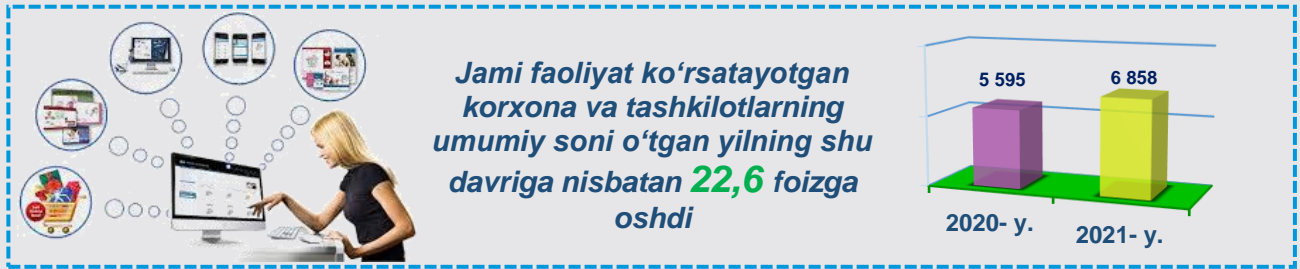 Jami faoliyat ko‘rsatayotgan
korxona va tashkilotlarning
umumiy soni o‘tgan yilning shu
davriga nisbatan 22,6 foizga
oshdi
5 595
6 858
2020- y.
2021- y.